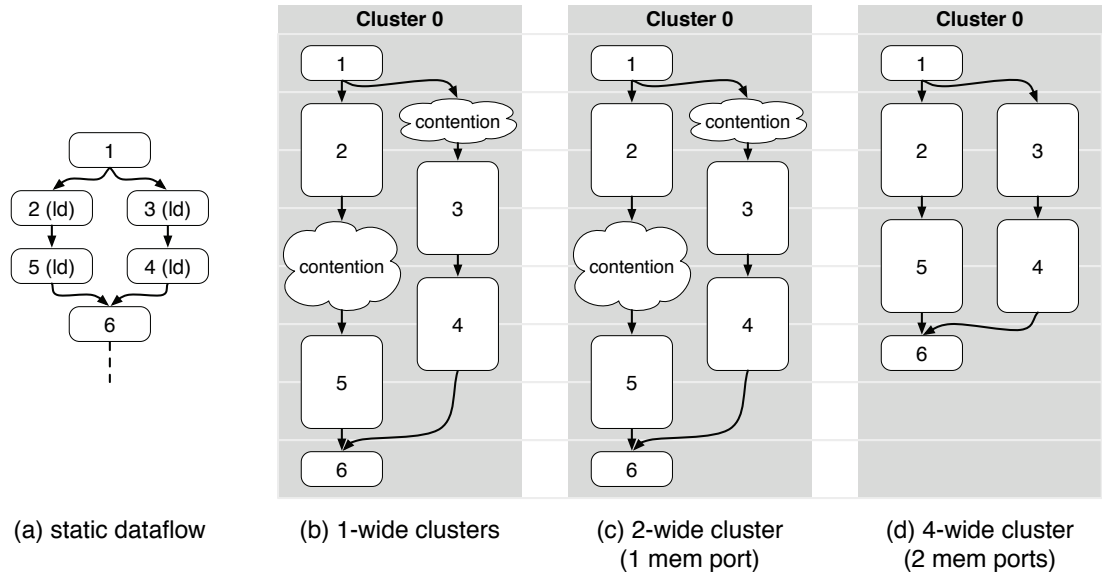 Cluster 0
Cluster 0
Cluster 0
1
2 (ld)
3 (ld)
5 (ld)
4 (ld)
6
1
contention
2
3
contention
4
5
6
1
contention
2
3
contention
4
5
6
1
2
3
5
4
6
(a) static dataflow
(b) 1-wide clusters
(c) 2-wide cluster
(1 mem port)
(d) 4-wide cluster
(2 mem ports)